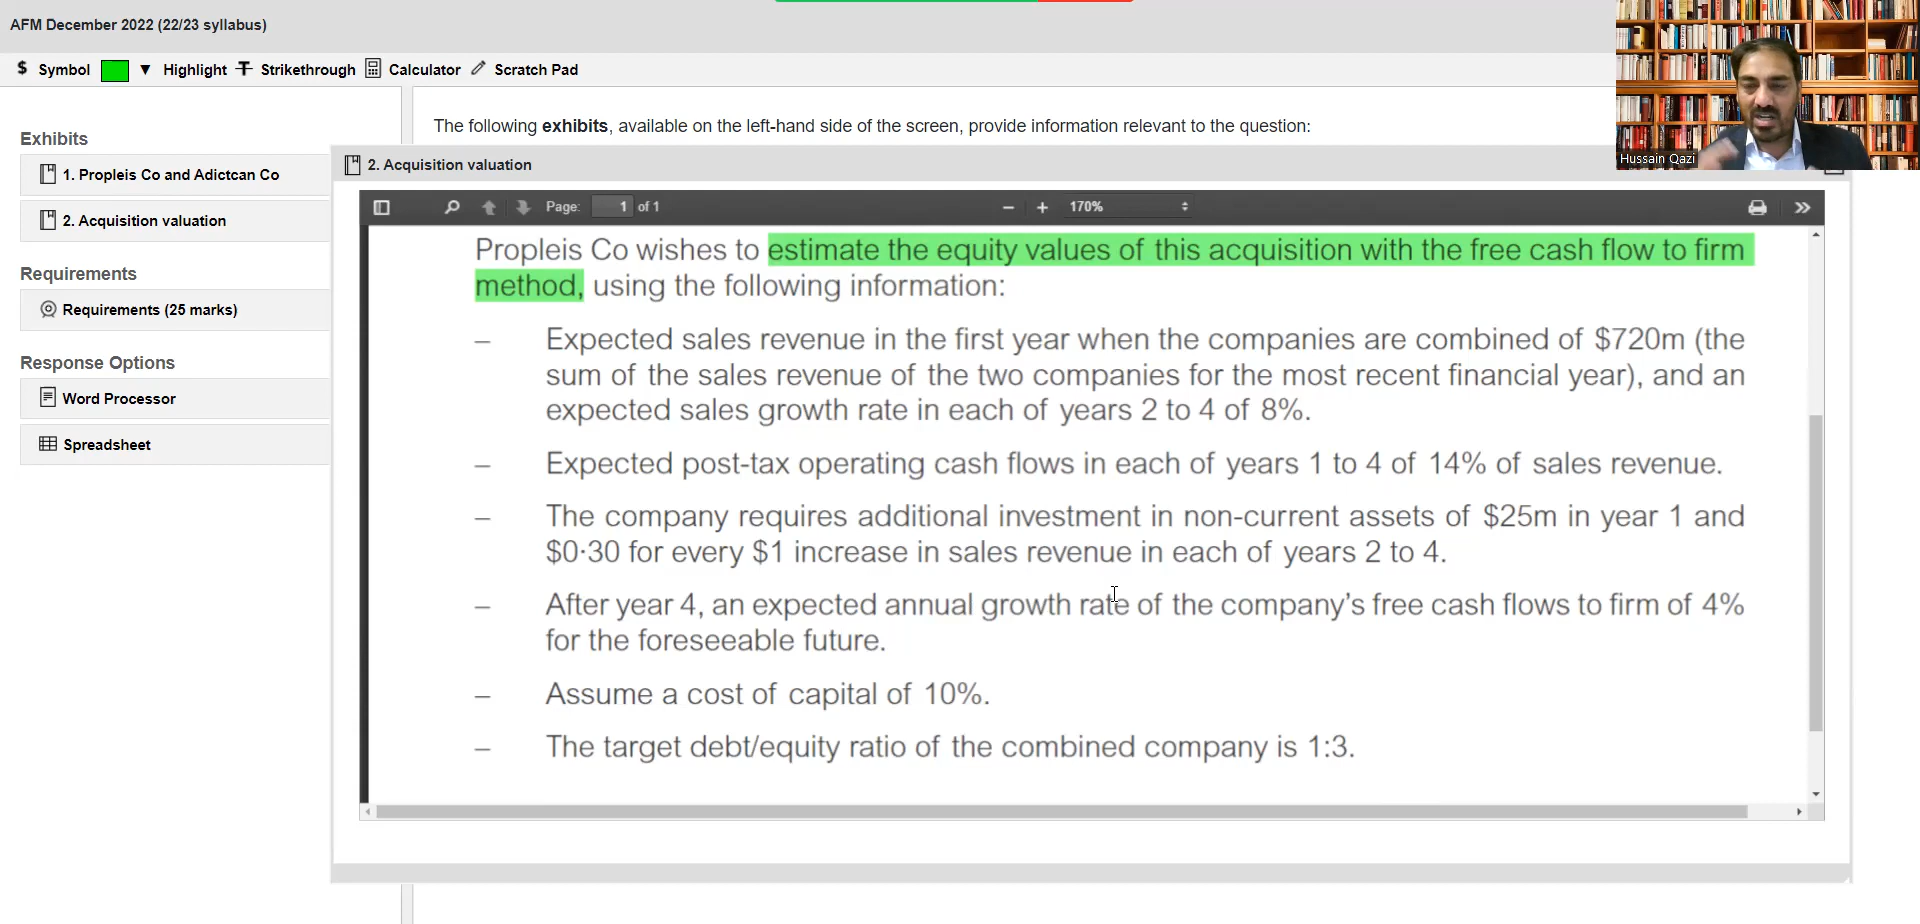 AFM December 2022 (22/23 syllabus)
$ Symbol ▼ Highlight T Strikethrough Calculator Scratch Pad
Exhibits
1. Propleis Co and Adictcan Co
2. Acquisition valuation
Requirements
Requirements (25 marks)
Response Options
Word Processor
Spreadsheet
The following exhibits, available on the left-hand side of the screen, provide information relevant to the question:
2. Acquisition valuation
Page: 1 of 1
− + 170%
Propleis Co wishes to estimate the equity values of this acquisition with the free cash flow to firm
method, using the following information:
– Expected sales revenue in the first year when the companies are combined of $720m (the
sum of the sales revenue of the two companies for the most recent financial year), and an
expected sales growth rate in each of years 2 to 4 of 8%.
– Expected post-tax operating cash flows in each of years 1 to 4 of 14% of sales revenue.
– The company requires additional investment in non-current assets of $25m in year 1 and
$0·30 for every $1 increase in sales revenue in each of years 2 to 4.
– After year 4, an expected annual growth rate of the company's free cash flows to firm of 4%
for the foreseeable future.
– Assume a cost of capital of 10%.
– The target debt/equity ratio of the combined company is 1:3.
Hussain Qazi